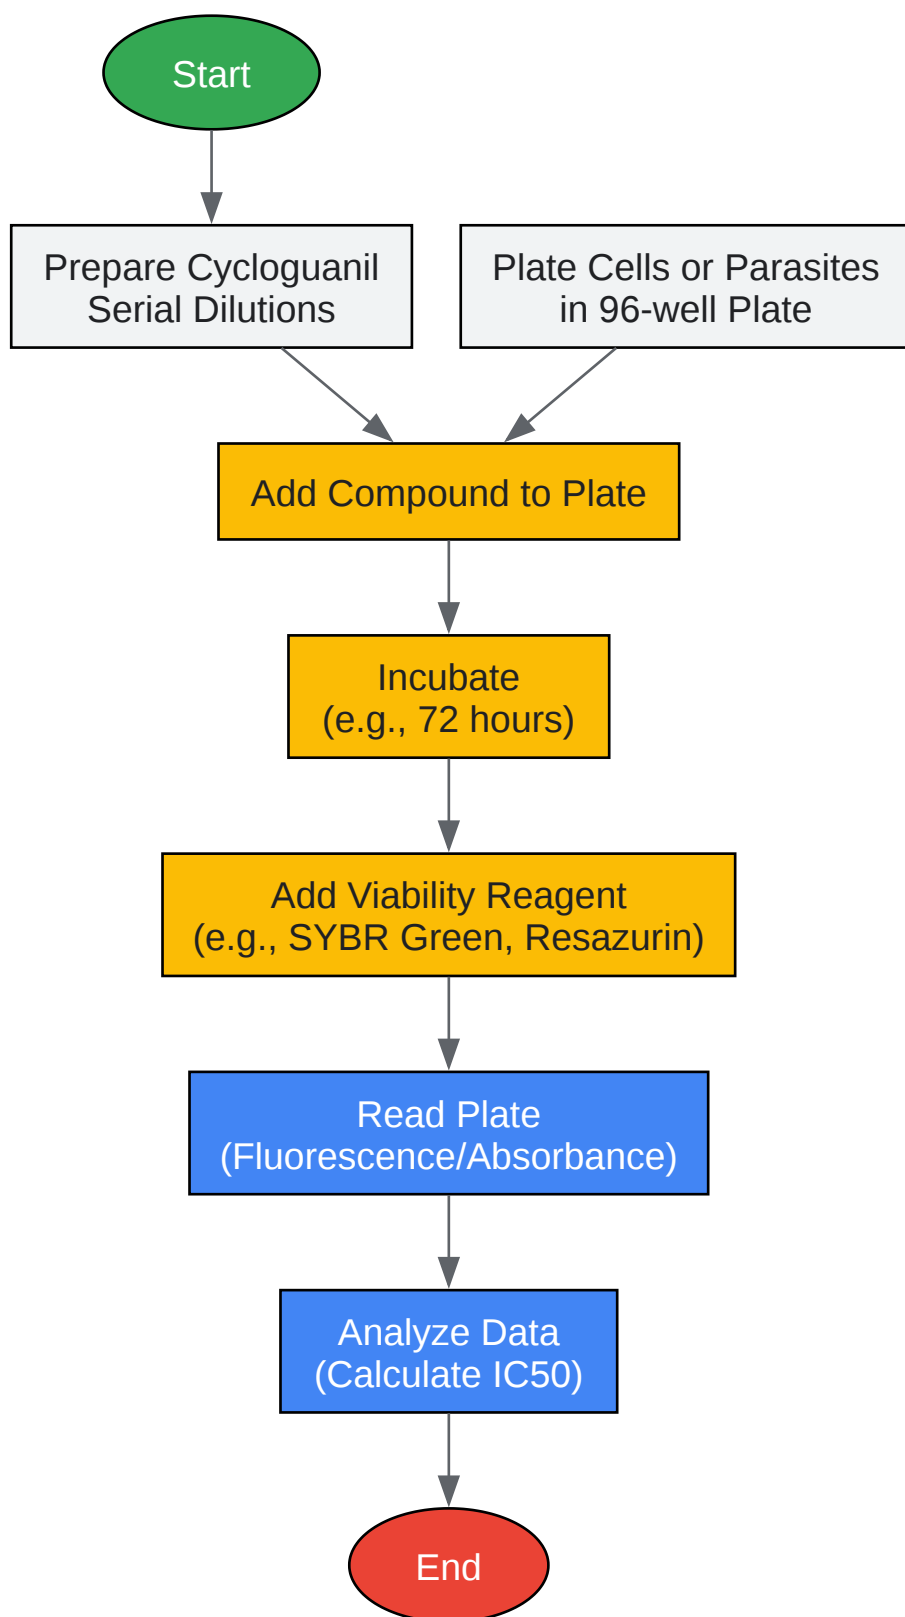 Start
Prepare Cycloguanil
Serial Dilutions
Plate Cells or Parasites
in 96-well Plate
Add Compound to Plate
Incubate
(e.g., 72 hours)
Add Viability Reagent
(e.g., SYBR Green, Resazurin)
Read Plate
(Fluorescence/Absorbance)
Analyze Data
(Calculate IC50)
End